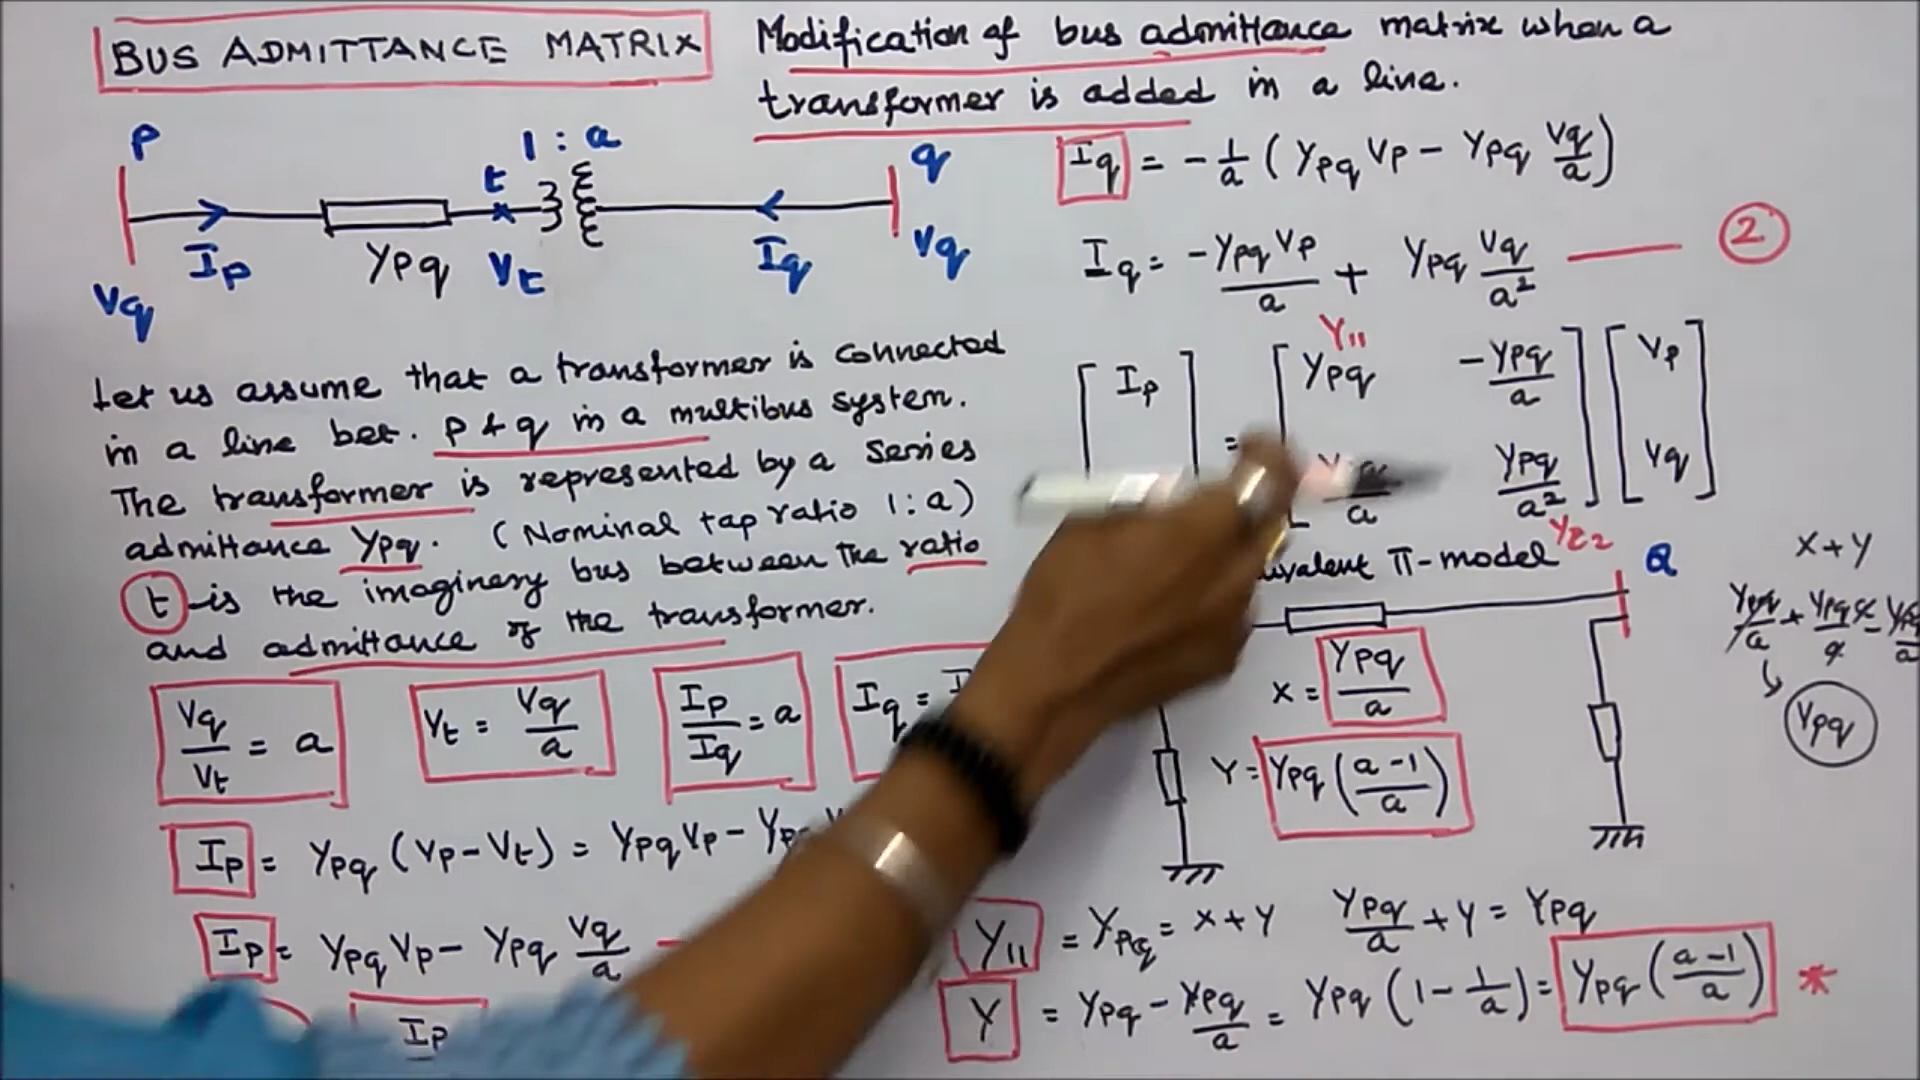 BUS ADMITTANCE MATRIX
Modification of bus admittance matrix when a
transformer is added in a line.
P
1 : a
t
q
Ip
Ypq
Vt
Iq
Vq
Vq
Let us assume that a transformer is connected
in a line bet. p & q in a multibus system.
The transformer is represented by a series
admittance Ypq. (Nominal tap ratio 1:a)
t is the imaginery bus between the ratio
and admittance of the transformer.
Vq/Vt = a
Vt = Vq/a
Ip/Iq = a
Iq =
Ip = Ypq (Vp-Vt) = Ypq Vp -
Ip = Ypq Vp - Ypq Vq/a
Ip
Iq = -1/a (Ypq Vp - Ypq Vq/a)
Iq = -Ypq Vp/a + Ypq Vq/a² 2
Y11
[Ip = [Ypq -Ypq/a] [Vp]
a Ypq/a²] [Vq]
Y22
π-model
Q
X + Y
Ypq/a + Ypq a/a - Ypq/a
Ypq
X = Ypq/a
Y = Ypq (a-1/a)
Y11 = Ypq = X + Y Ypq/a + Y = Ypq
Y = Ypq - Ypq/a = Ypq (1 - 1/a) = Ypq (a-1/a) *